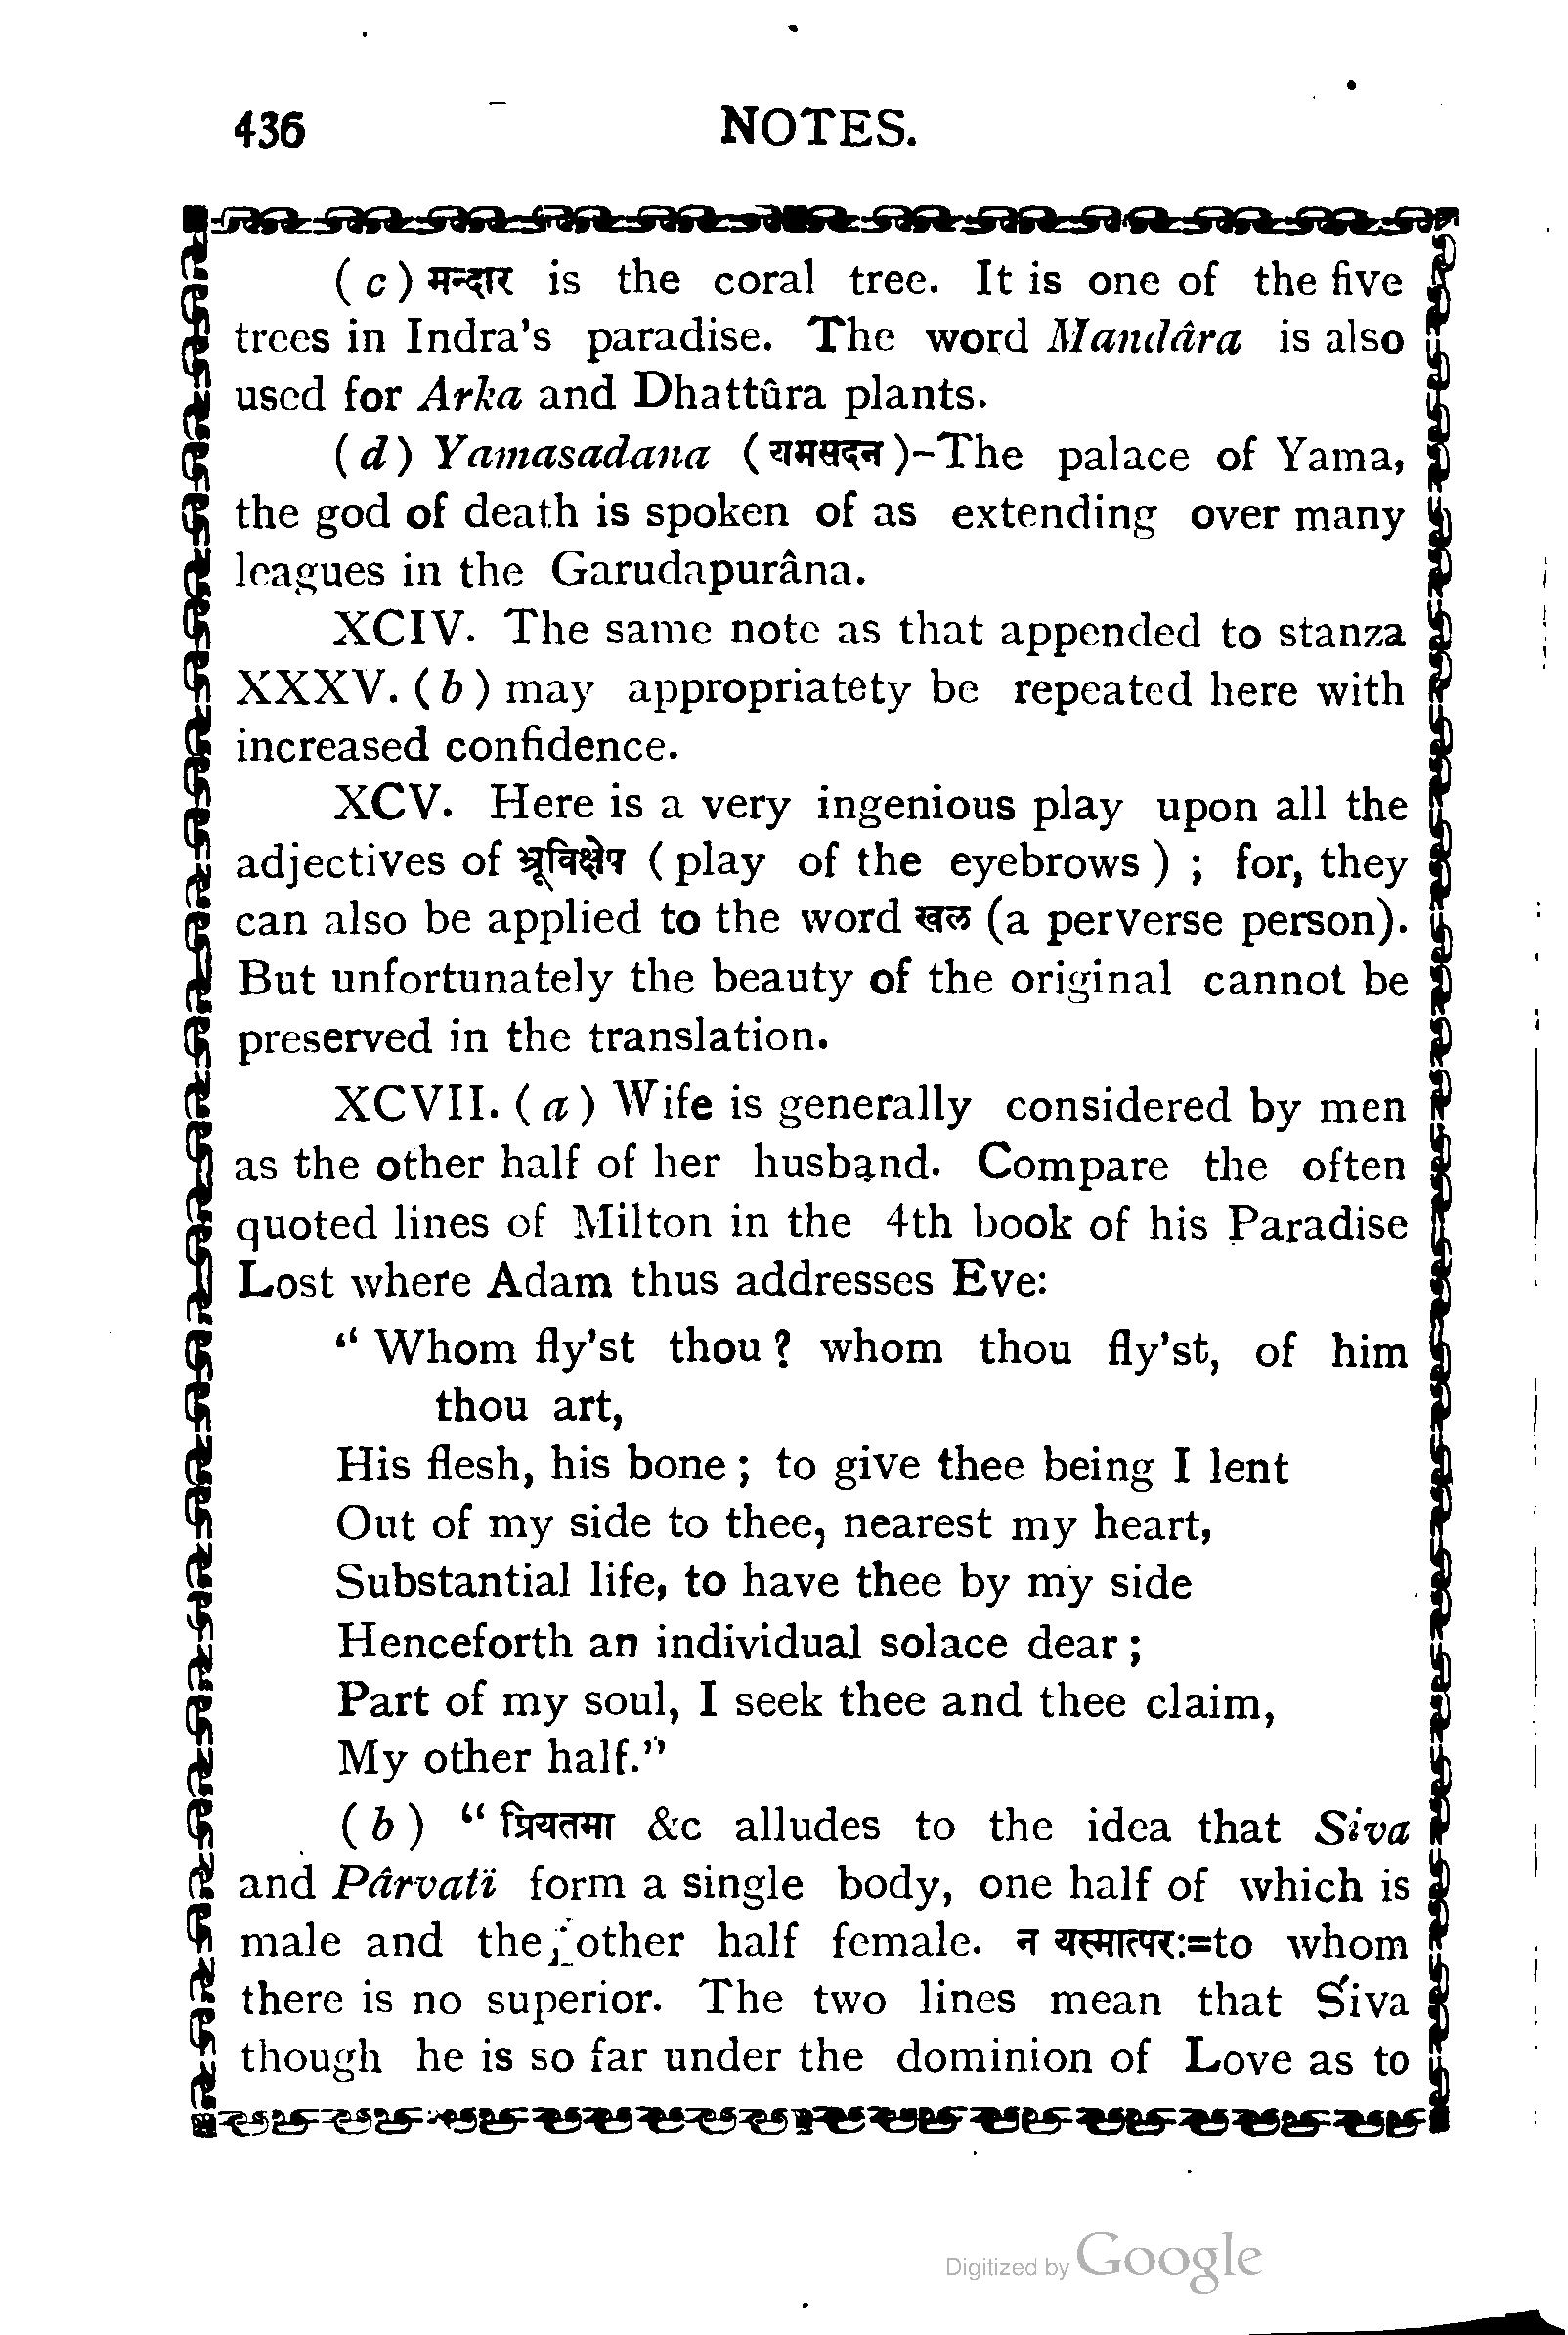 436 NOTES.
( c ) मन्दार is the coral tree. It is one of the five
trees in Indra's paradise. The word Mandâra is also
used for Arka and Dhattûra plants.
( d ) Yamasadana ( यमसदन )-The palace of Yama,
the god of death is spoken of as extending over many
leagues in the Garudapurâna.
XCIV. The same note as that appended to stanza
XXXV. ( b ) may appropriatety be repeated here with
increased confidence.
XCV. Here is a very ingenious play upon all the
adjectives of भ्रूविक्षेप ( play of the eyebrows ) ; for, they
can also be applied to the word खल (a perverse person).
But unfortunately the beauty of the original cannot be
preserved in the translation.
XCVII. ( a ) Wife is generally considered by men
as the other half of her husband. Compare the often
quoted lines of Milton in the 4th book of his Paradise
Lost where Adam thus addresses Eve:
“ Whom fly'st thou ? whom thou fly'st, of him
thou art,
His flesh, his bone ; to give thee being I lent
Out of my side to thee, nearest my heart,
Substantial life, to have thee by my side
Henceforth an individual solace dear ;
Part of my soul, I seek thee and thee claim,
My other half.”
( b ) “ प्रियतमा &c alludes to the idea that Siva
and Pârvatï form a single body, one half of which is
male and the other half female. न यस्मात्परः=to whom
there is no superior. The two lines mean that Śiva
though he is so far under the dominion of Love as to
Digitized by Google